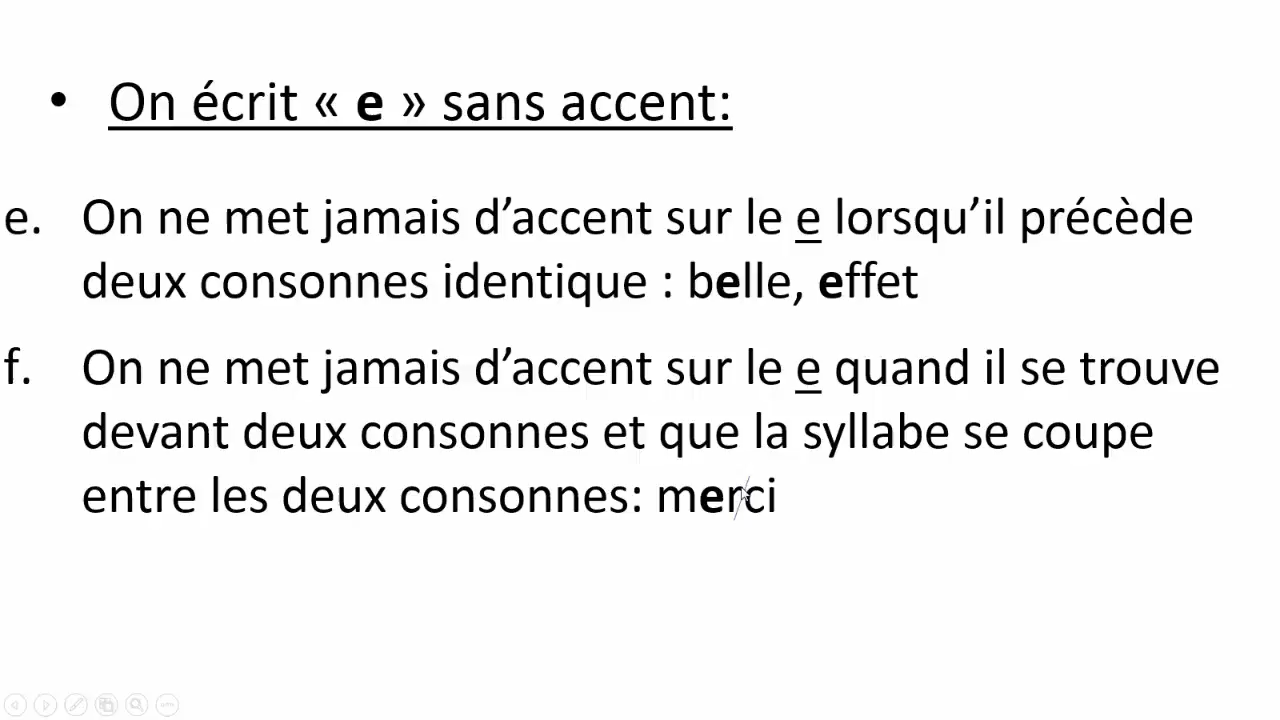 • On écrit « e » sans accent:
e. On ne met jamais d’accent sur le e lorsqu’il précède
deux consonnes identique : belle, effet
f. On ne met jamais d’accent sur le e quand il se trouve
devant deux consonnes et que la syllabe se coupe
entre les deux consonnes: merci